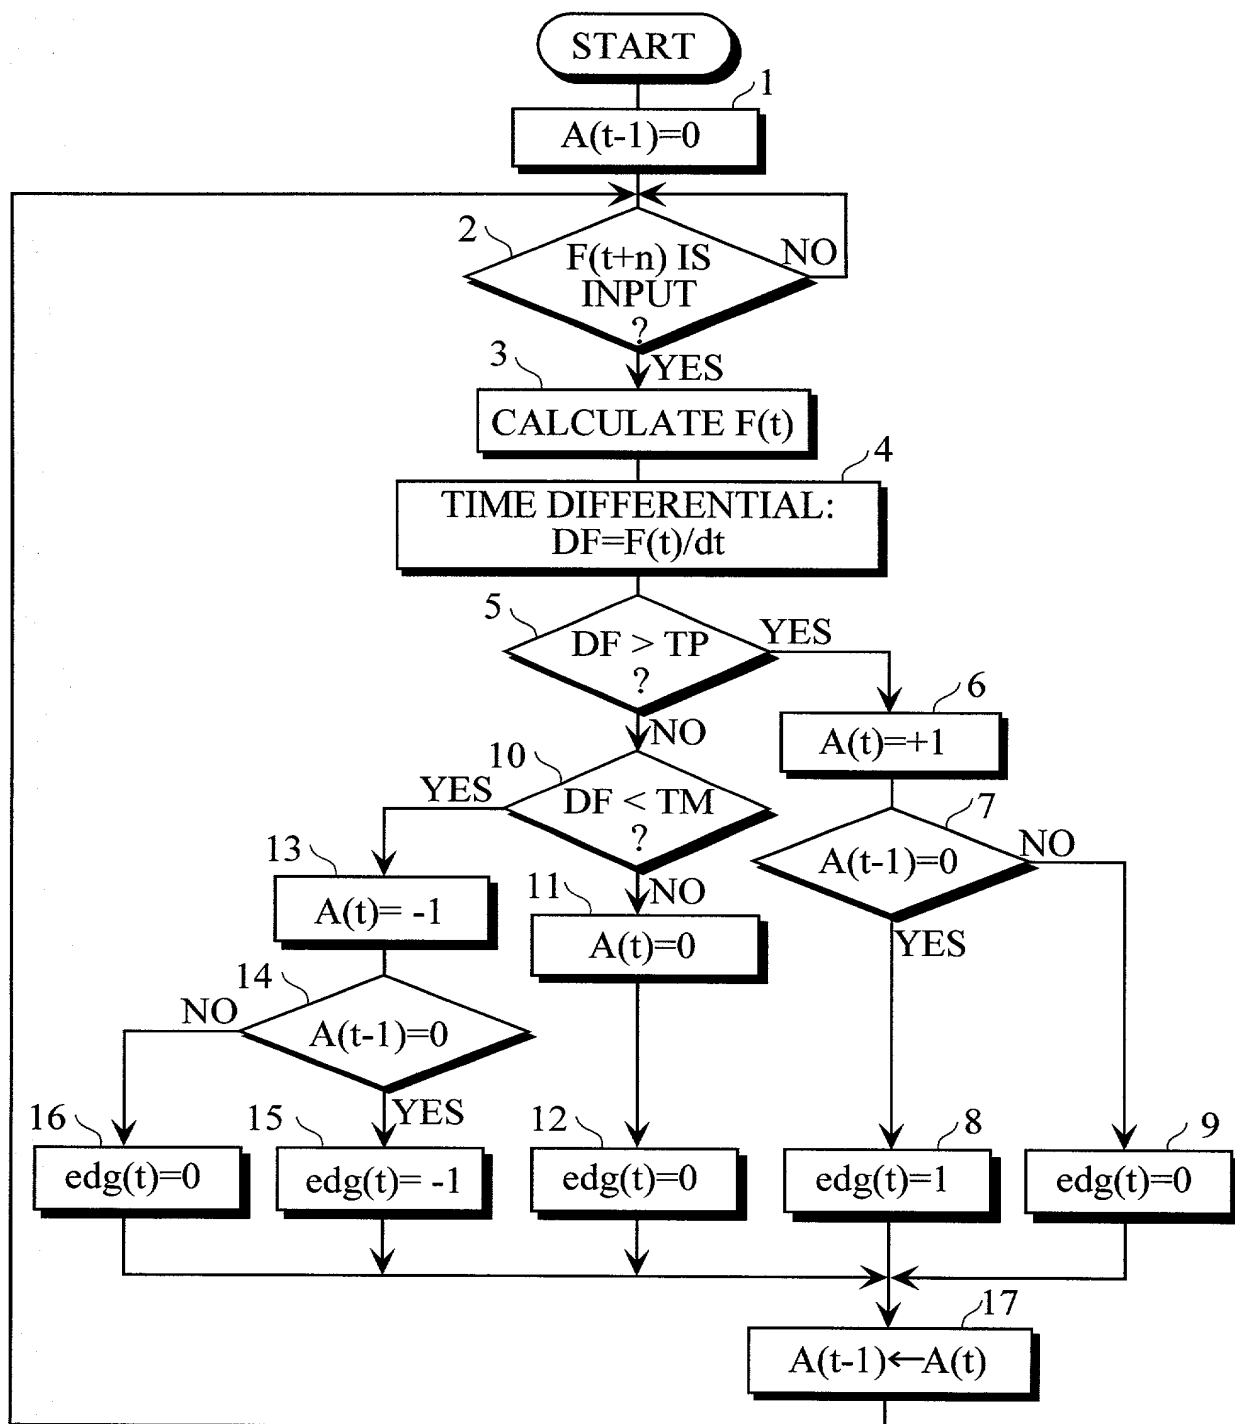 START
1
A(t-1)=0
2
F(t+n) IS
INPUT
?
NO
YES
3
CALCULATE F(t)
4
TIME DIFFERENTIAL:
DF=F(t)/dt
5
DF > TP
?
YES
NO
6
A(t)=+1
10
DF < TM
?
YES
NO
7
A(t-1)=0
NO
YES
13
A(t)= -1
11
A(t)=0
14
A(t-1)=0
NO
YES
16
edg(t)=0
15
edg(t)= -1
12
edg(t)=0
8
edg(t)=1
9
edg(t)=0
17
A(t-1)←A(t)